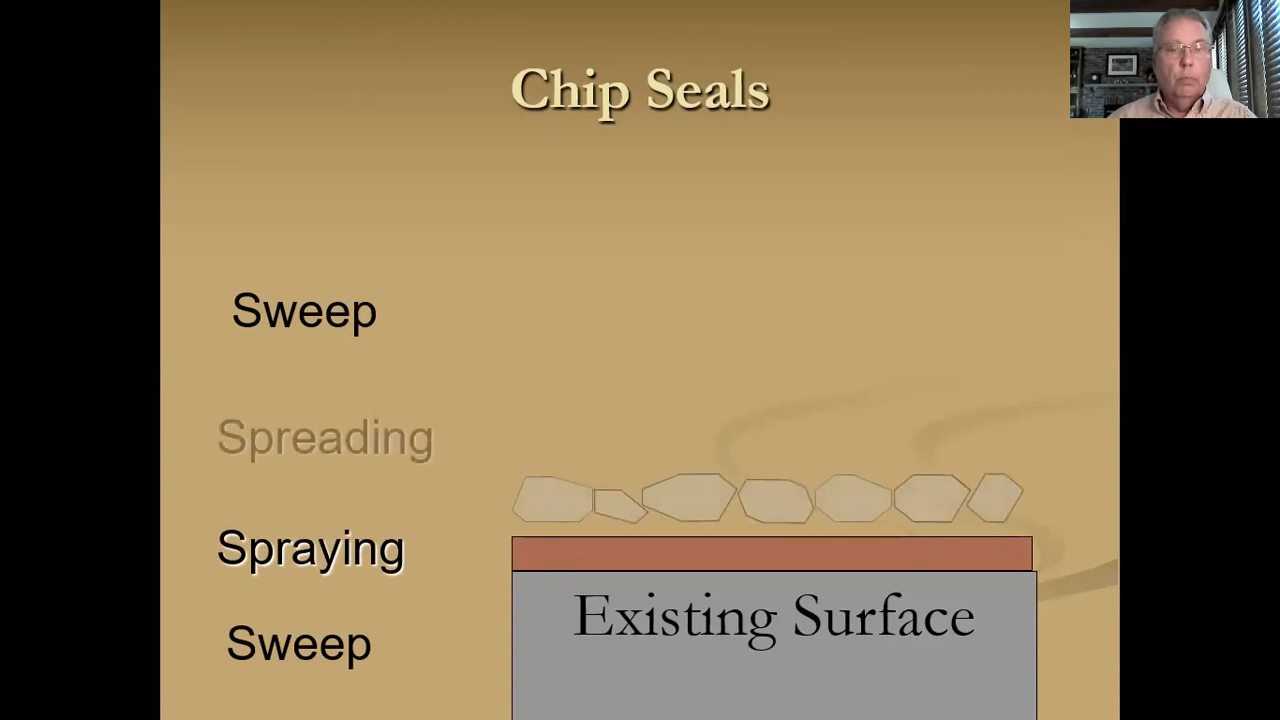 Chip Seals
Sweep
Spreading
Spraying
Existing Surface
Sweep